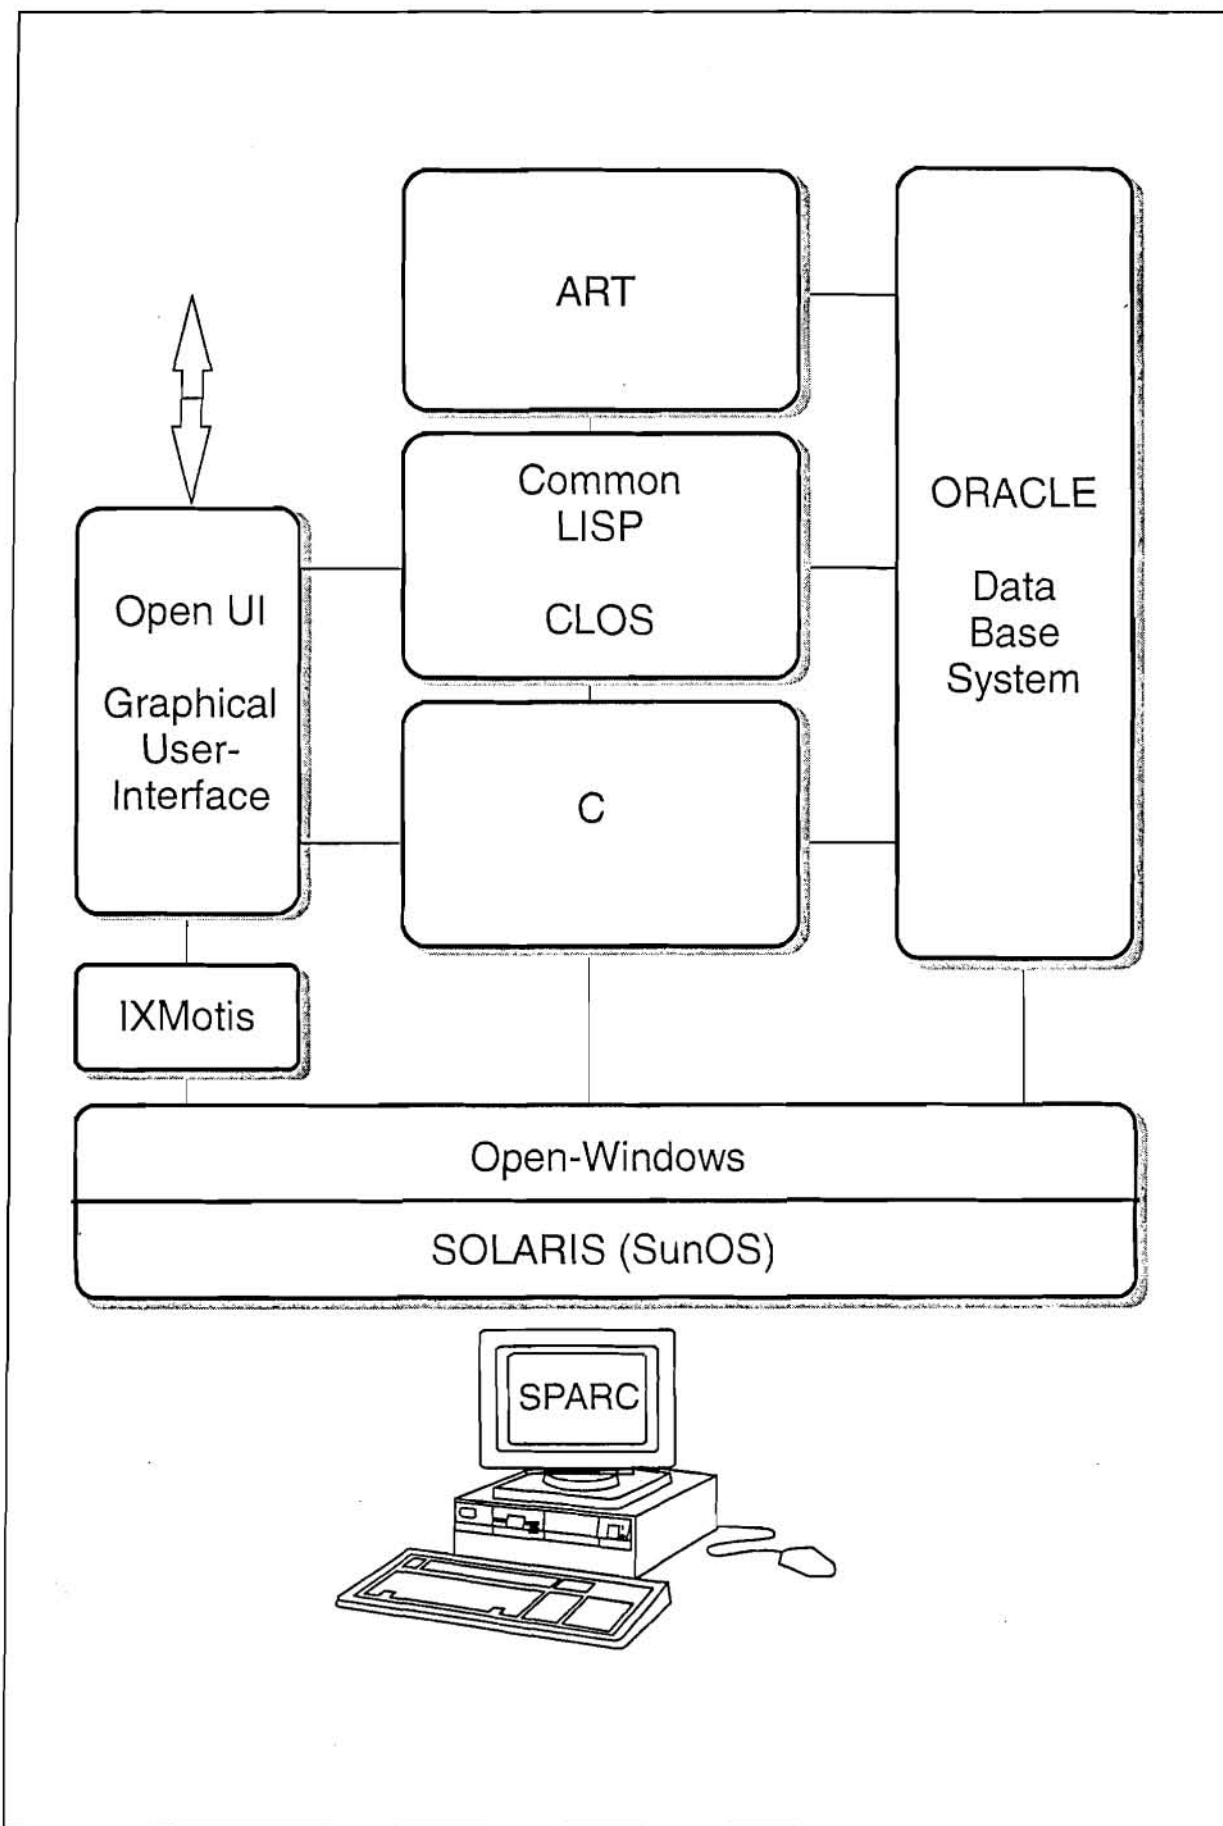 ART
Common
LISP
CLOS
ORACLE
Data
Base
System
Open UI
Graphical
User-
Interface
C
IXMotis
Open-Windows
SOLARIS (SunOS)
SPARC